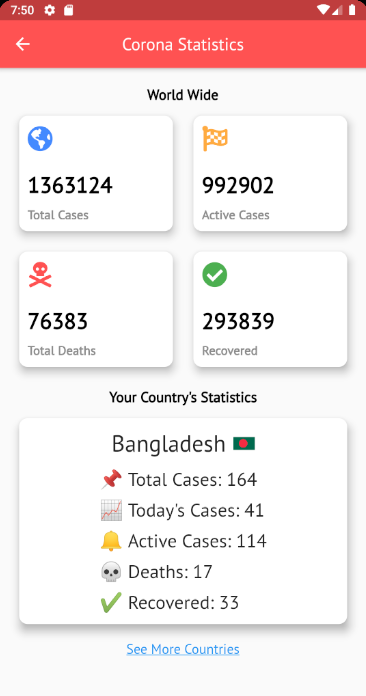 7:50
Corona Statistics
World Wide
1363124
Total Cases
992902
Active Cases
76383
Total Deaths
293839
Recovered
Your Country's Statistics
Bangladesh 🇧🇩
📌 Total Cases: 164
📈 Today's Cases: 41
🔔 Active Cases: 114
💀 Deaths: 17
✔️ Recovered: 33
See More Countries